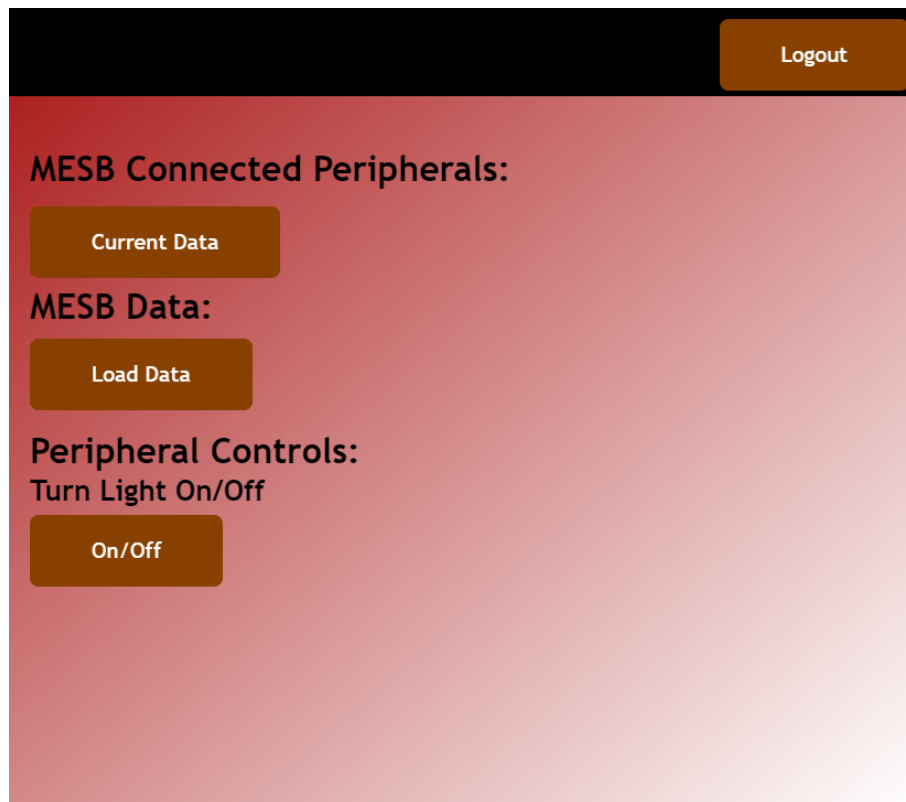 Logout
MESB Connected Peripherals:
Current Data
MESB Data:
Load Data
Peripheral Controls:
Turn Light On/Off
On/Off